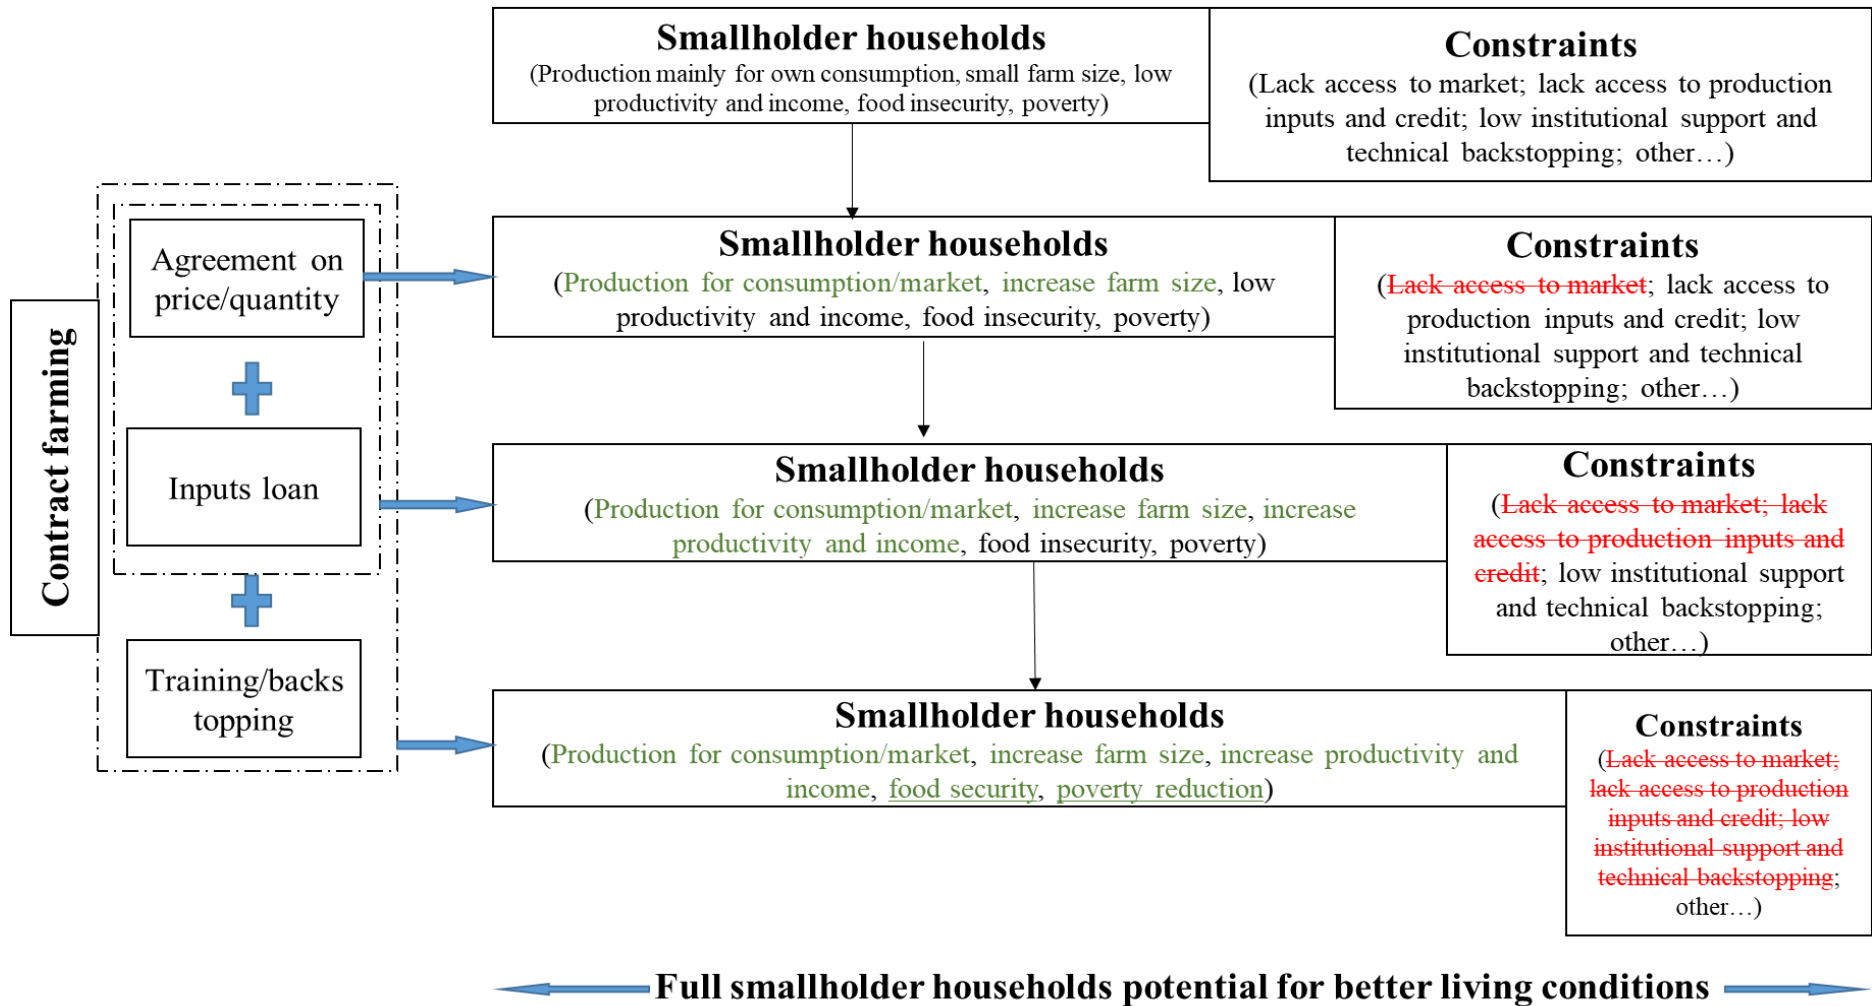 Smallholder households
(Production mainly for own consumption, small farm size, low
productivity and income, food insecurity, poverty)
Constraints
(Lack access to market; lack access to production
inputs and credit; low institutional support and
technical backstopping; other…)
Contract farming
Agreement on
price/quantity
Smallholder households
(Production for consumption/market, increase farm size, low
productivity and income, food insecurity, poverty)
Constraints
(Lack access to market; lack access to
production inputs and credit; low
institutional support and technical
backstopping; other…)
Inputs loan
Smallholder households
(Production for consumption/market, increase farm size, increase
productivity and income, food insecurity, poverty)
Constraints
(Lack access to market; lack
access to production inputs and
credit; low institutional support
and technical backstopping;
other…)
Training/backs
topping
Smallholder households
(Production for consumption/market, increase farm size, increase productivity and
income, food security, poverty reduction)
Constraints
(Lack access to market;
lack access to production
inputs and credit; low
institutional support and
technical backstopping;
other…)
Full smallholder households potential for better living conditions